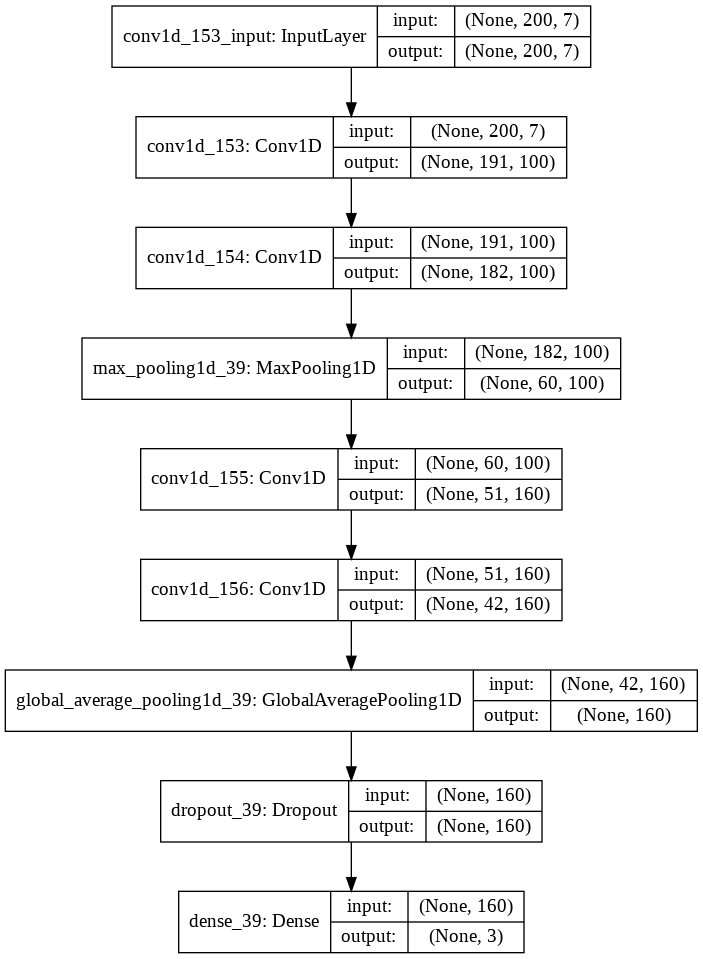 conv1d_153_input: InputLayer
input:
(None, 200, 7)
output:
(None, 200, 7)
conv1d_153: Conv1D
input:
(None, 200, 7)
output:
(None, 191, 100)
conv1d_154: Conv1D
input:
(None, 191, 100)
output:
(None, 182, 100)
max_pooling1d_39: MaxPooling1D
input:
(None, 182, 100)
output:
(None, 60, 100)
conv1d_155: Conv1D
input:
(None, 60, 100)
output:
(None, 51, 160)
conv1d_156: Conv1D
input:
(None, 51, 160)
output:
(None, 42, 160)
global_average_pooling1d_39: GlobalAveragePooling1D
input:
(None, 42, 160)
output:
(None, 160)
dropout_39: Dropout
input:
(None, 160)
output:
(None, 160)
dense_39: Dense
input:
(None, 160)
output:
(None, 3)